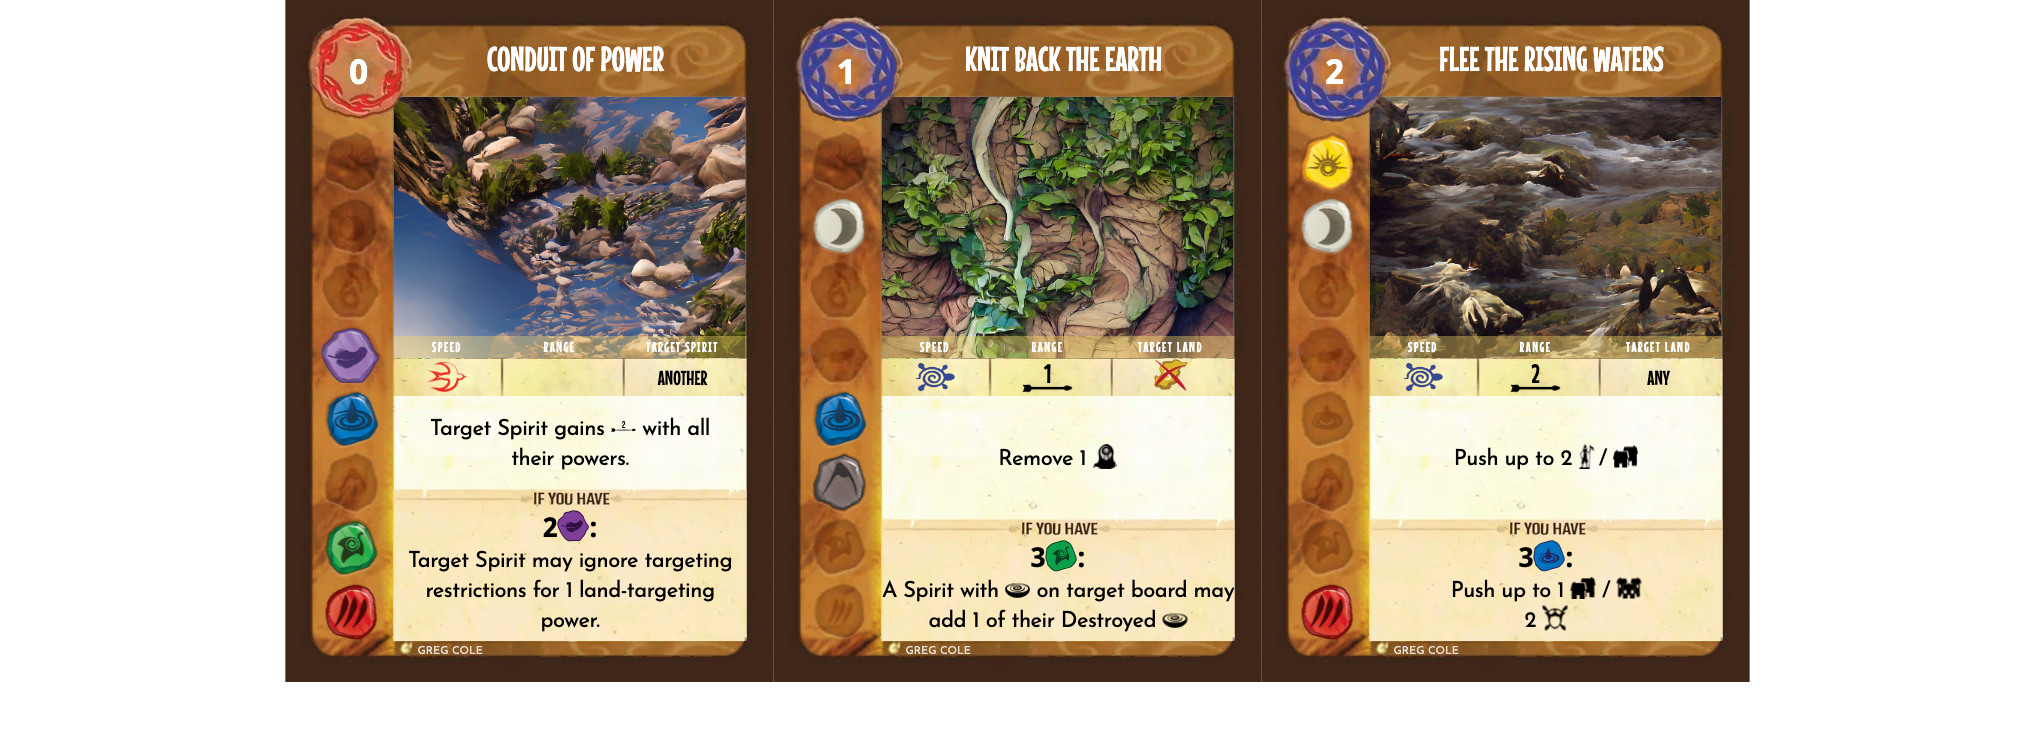 0
CONDUIT OF POWER
SPEED RANGE TARGET SPIRIT
ANOTHER
Target Spirit gains 2 with all
their powers.
IF YOU HAVE
2 :
Target Spirit may ignore targeting
restrictions for 1 land-targeting
power.
GREG COLE
1
KNIT BACK THE EARTH
SPEED RANGE TARGET LAND
1
Remove 1
IF YOU HAVE
3 :
A Spirit with on target board may
add 1 of their Destroyed
GREG COLE
2
FLEE THE RISING WATERS
SPEED RANGE TARGET LAND
2 ANY
Push up to 2 /
IF YOU HAVE
3 :
Push up to 1 /
2
GREG COLE